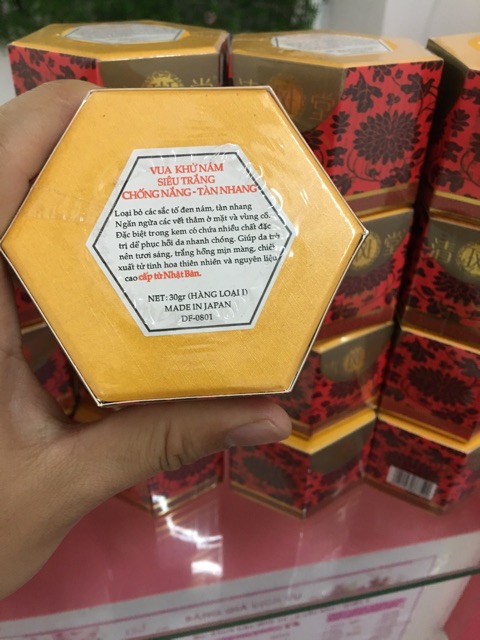 VUA KHỬ NÁM
SIÊU TRẮNG
CHỐNG NẮNG - TÀN NHANG
Loại bỏ các sắc tố đen nám, tàn nhang
Ngăn ngừa các vết thâm ở mặt và vùng cổ.
Đặc biệt trong kem có chứa nhiều chất đặc
trị dể phục hồi da nhanh chóng. Giúp da trở
nên tươi sáng, trắng hồng mịn màng, chiết
xuất từ tinh hoa thiên nhiên và nguyên liệu
cao cấp từ Nhật Bản.
NET: 30gr (HÀNG LOẠI I)
MADE IN JAPAN
DF-0801